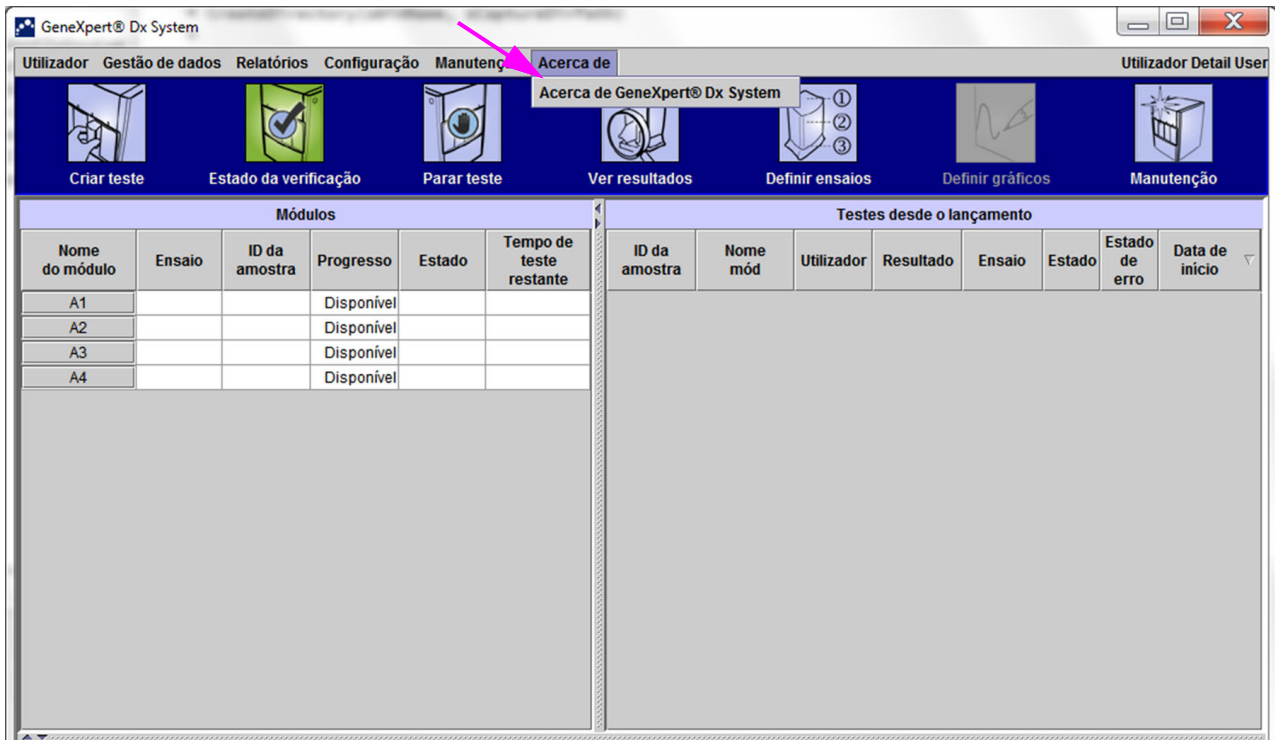 GeneXpert® Dx System
Utilizador Gestão de dados Relatórios Configuração Manutenç Acerca de Utilizador Detail User
Acerca de GeneXpert® Dx System
Criar teste Estado da verificação Parar teste Ver resultados Definir ensaios Definir gráficos Manutenção
Módulos
Nome do módulo Ensaio ID da amostra Progresso Estado Tempo de teste restante
A1 Disponível
A2 Disponível
A3 Disponível
A4 Disponível
Testes desde o lançamento
ID da amostra Nome mód Utilizador Resultado Ensaio Estado Estado de erro Data de início